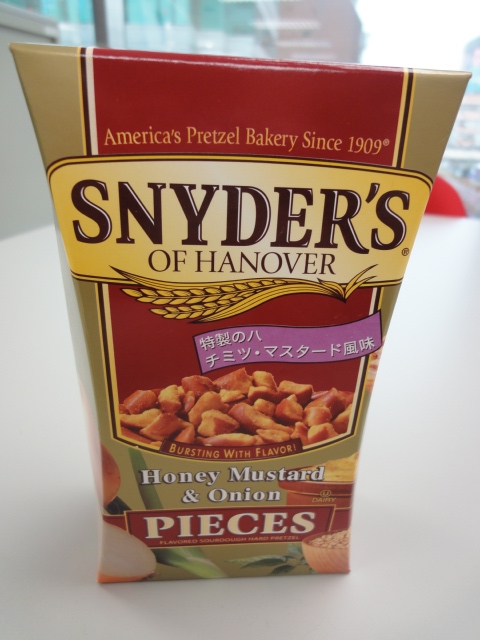 America's Pretzel Bakery Since 1909®
SNYDER'S®
OF HANOVER
特製のハ
チミツ・マスタード風味
BURSTING WITH FLAVOR!
Honey Mustard
& Onion
U
DAIRY
PIECES
FLAVORED SOURDOUGH HARD PRETZEL